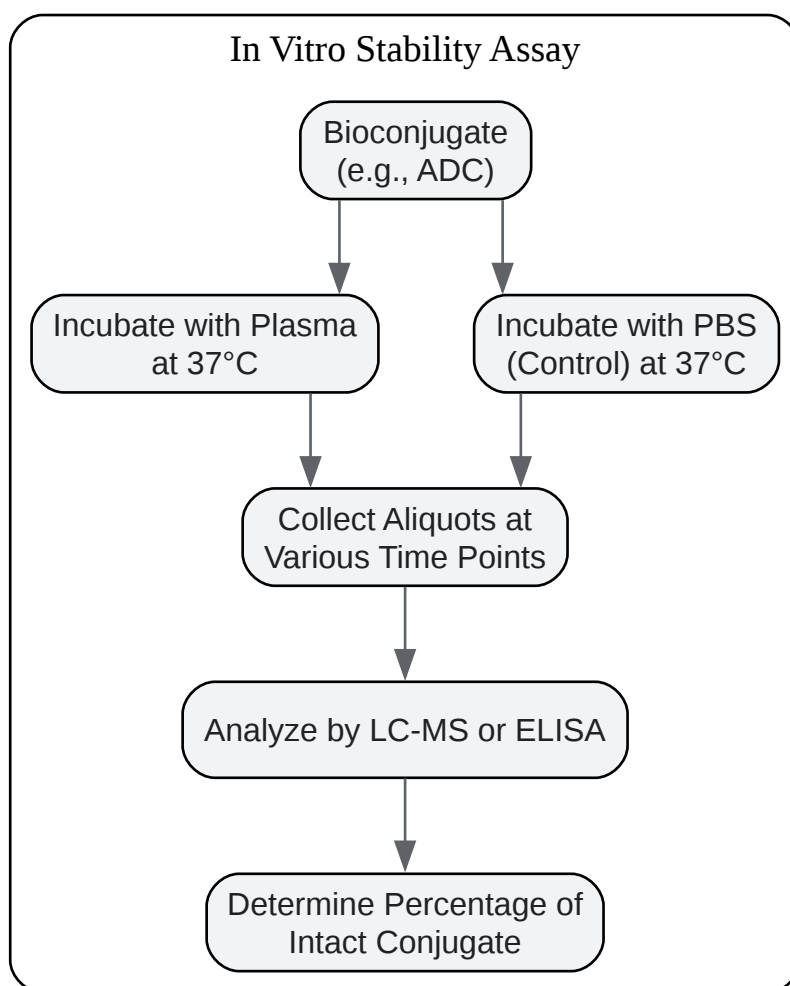 In Vitro Stability Assay
Bioconjugate
(e.g., ADC)
Incubate with Plasma
at 37°C
Incubate with PBS
(Control) at 37°C
Collect Aliquots at
Various Time Points
Analyze by LC-MS or ELISA
Determine Percentage of
Intact Conjugate